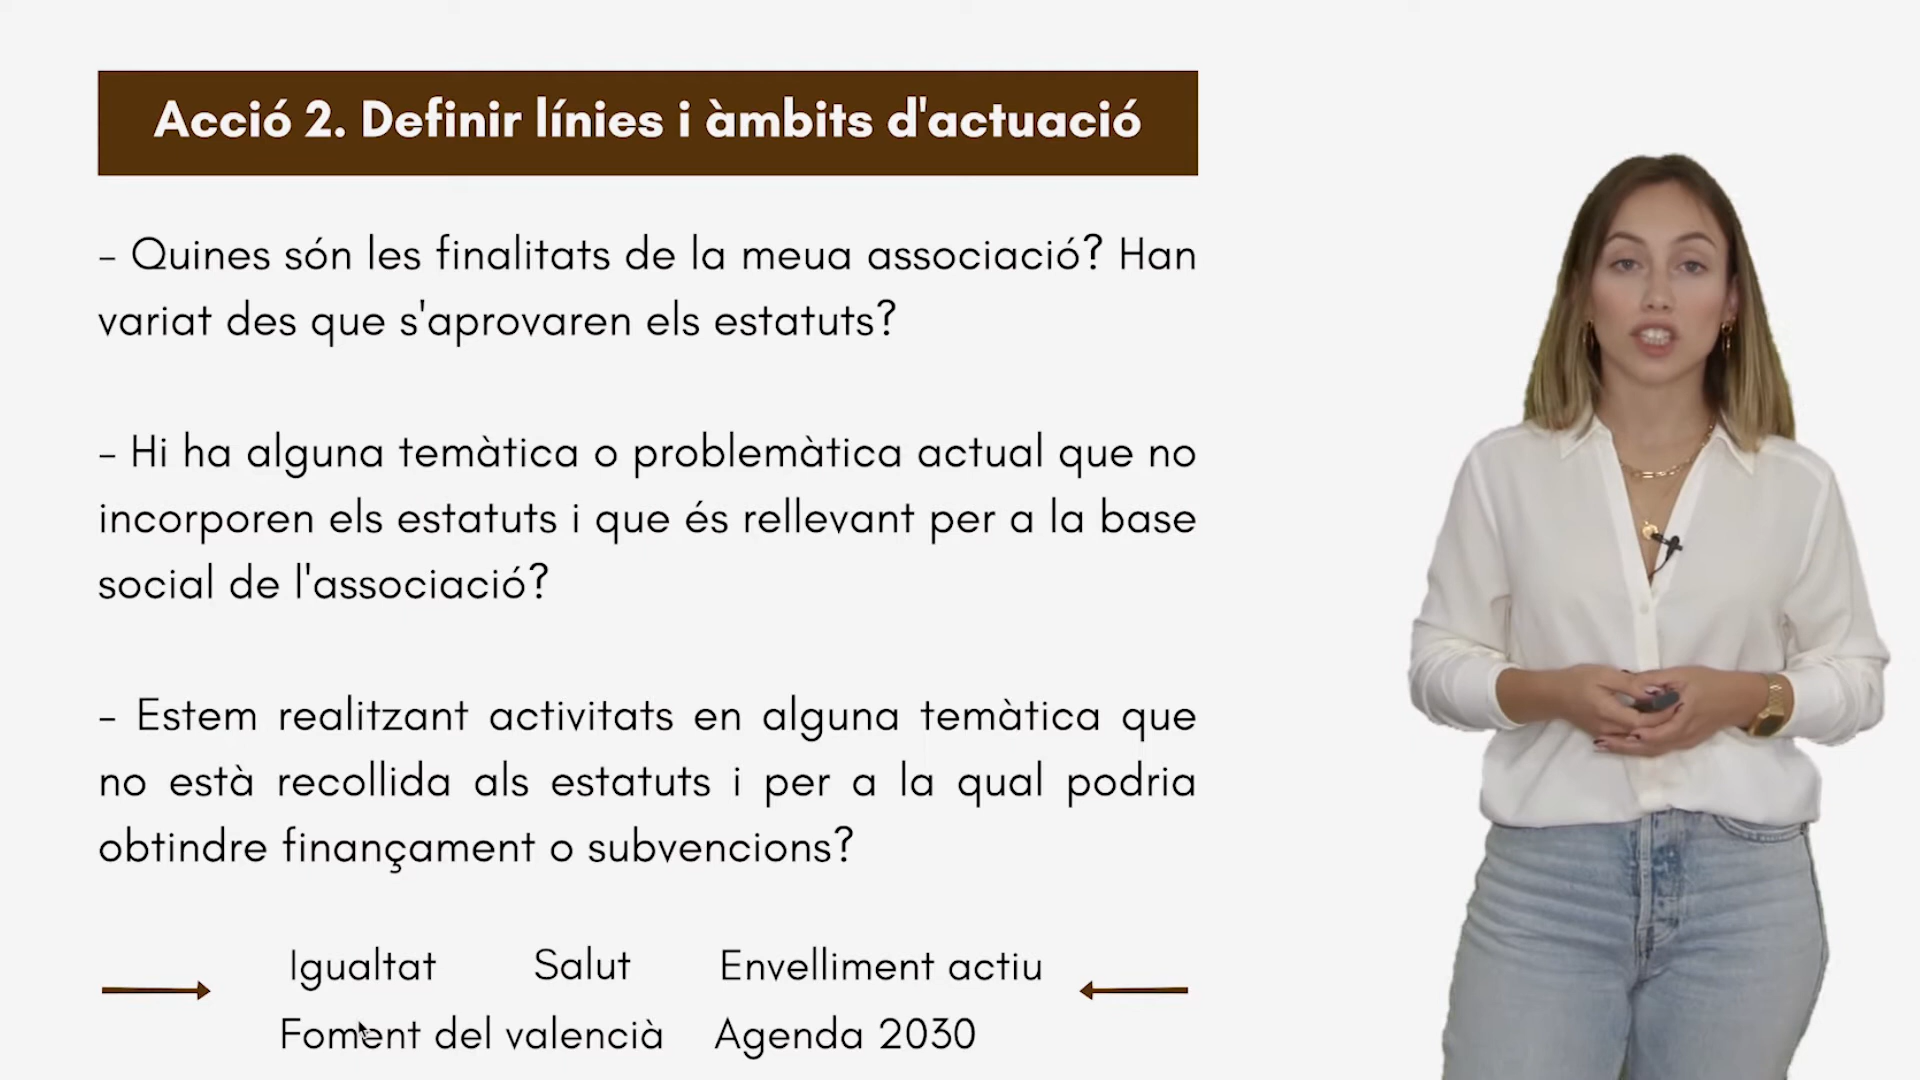 Acció 2. Definir línies i àmbits d'actuació
- Quines són les finalitats de la meua associació? Han
variat des que s'aprovaren els estatuts?
- Hi ha alguna temàtica o problemàtica actual que no
incorporen els estatuts i que és rellevant per a la base
social de l'associació?
- Estem realitzant activitats en alguna temàtica que
no està recollida als estatuts i per a la qual podria
obtindre finançament o subvencions?
Igualtat Salut Envelliment actiu
Foment del valencià Agenda 2030